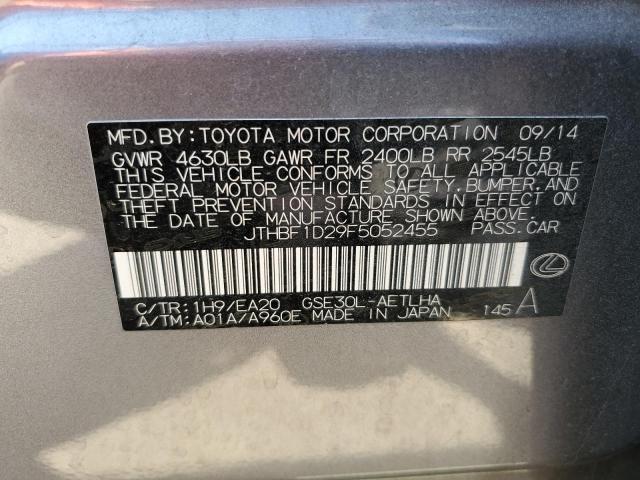 MFD.BY:TOYOTA MOTOR CORPORATION 09/14
GVWR 4630LB GAWR FR 2400LB RR 2545LB
THIS VEHICLE CONFORMS TO ALL APPLICABLE
FEDERAL MOTOR VEHICLE SAFETY,BUMPER,AND
THEFT PREVENTION STANDARDS IN EFFECT ON
THE DATE OF MANUFACTURE SHOWN ABOVE.
JTHBF1D29F5052455 PASS.CAR
C/TR:1H9/EA20 GSE30L-AETLHA
A/TM:A01A/A960E MADE IN JAPAN 145 A